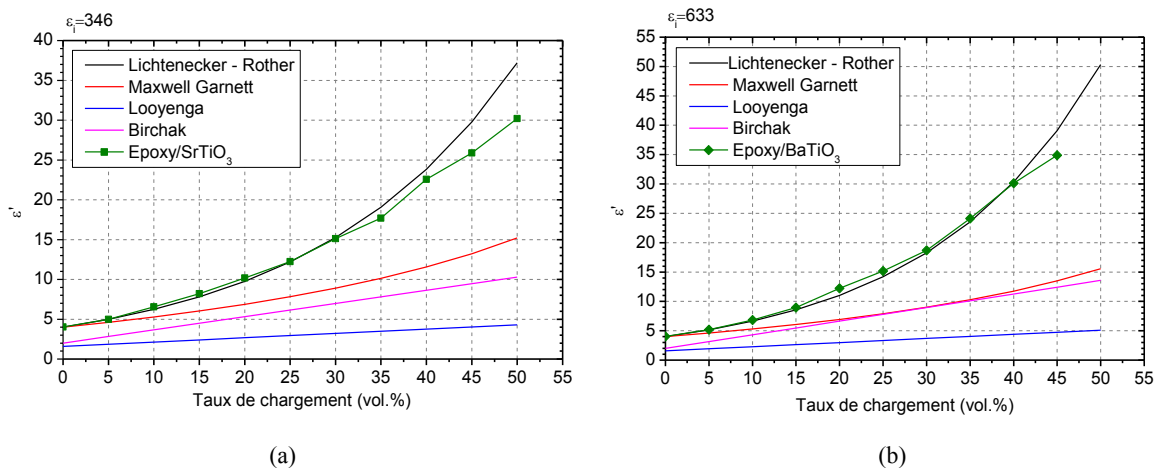 εi=346
40
35
30
25
20
15
10
5
0
ε'
Lichtenecker - Rother
Maxwell Garnett
Looyenga
Birchak
Epoxy/SrTiO3
0 5 10 15 20 25 30 35 40 45 50 55
Taux de chargement (vol.%)
(a)
εi=633
55
50
45
40
35
30
25
20
15
10
5
0
ε'
Lichtenecker - Rother
Maxwell Garnett
Looyenga
Birchak
Epoxy/BaTiO3
0 5 10 15 20 25 30 35 40 45 50 55
Taux de chargement (vol.%)
(b)